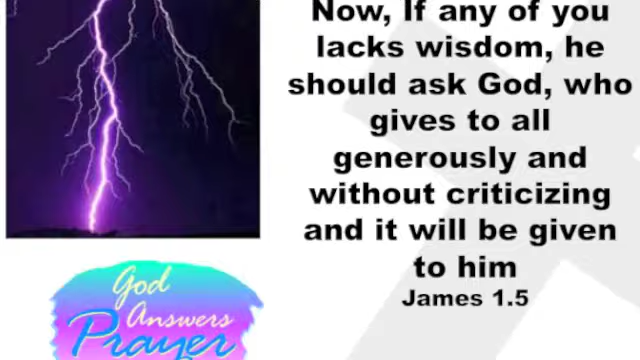 Now, If any of you
lacks wisdom, he
should ask God, who
gives to all
generously and
without criticizing
and it will be given
to him
James 1.5
God
Answers
Prayer